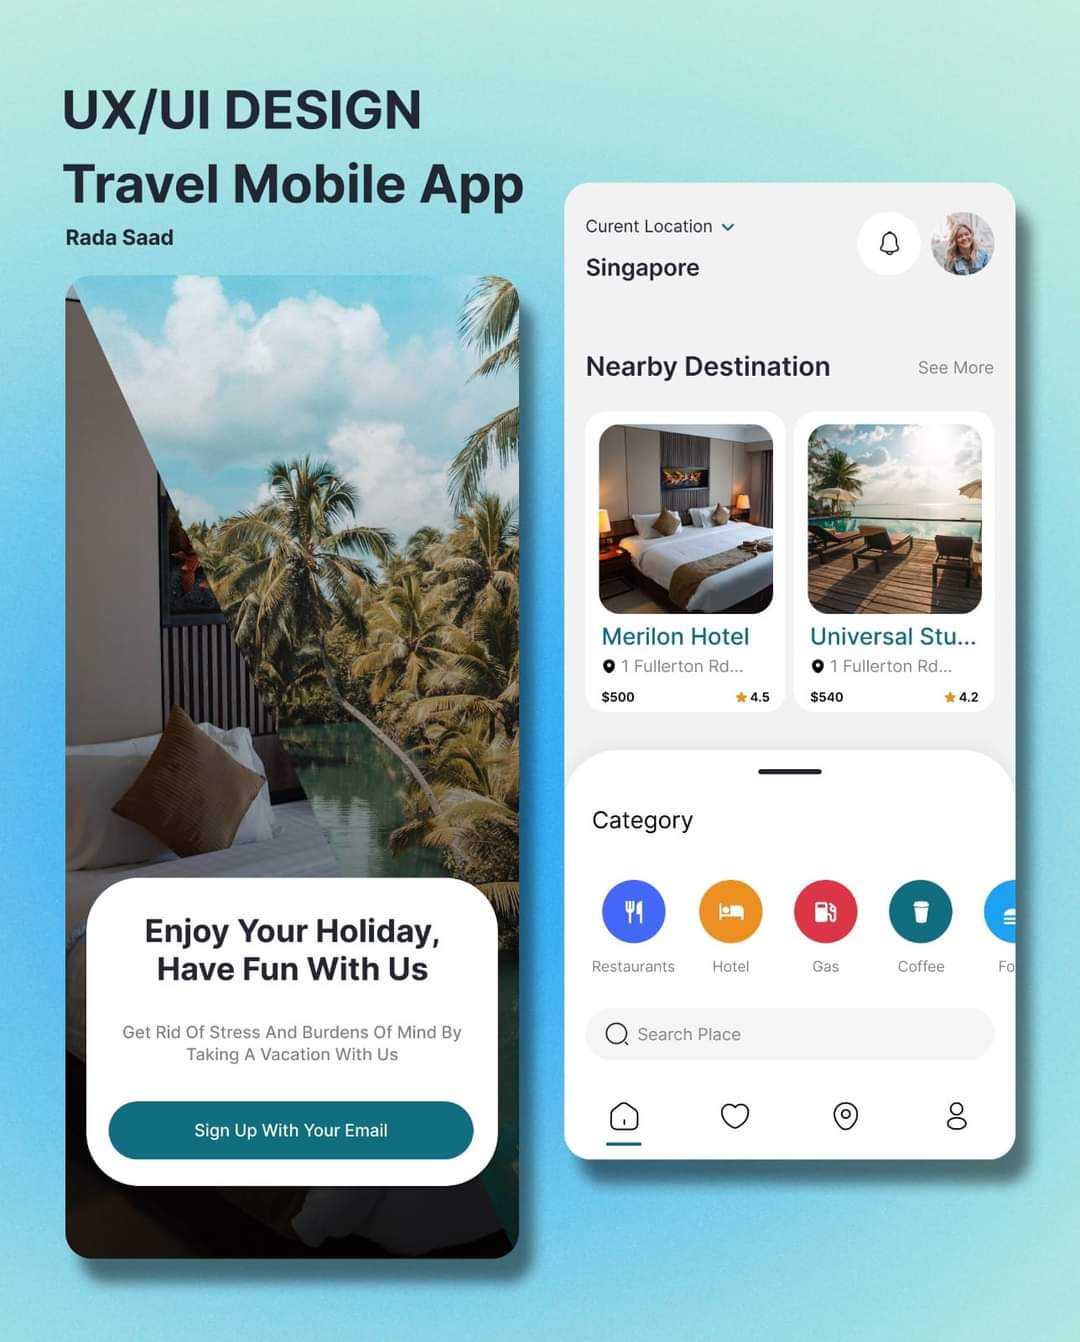 UX/UI DESIGN
Travel Mobile App
Rada Saad
Enjoy Your Holiday,
Have Fun With Us
Get Rid Of Stress And Burdens Of Mind By
Taking A Vacation With Us
Sign Up With Your Email
Curent Location
Singapore
Nearby Destination
See More
Merilon Hotel
1 Fullerton Rd...
$500
4.5
Universal Stu...
1 Fullerton Rd...
$540
4.2
Category
Restaurants
Hotel
Gas
Coffee
Fo
Search Place